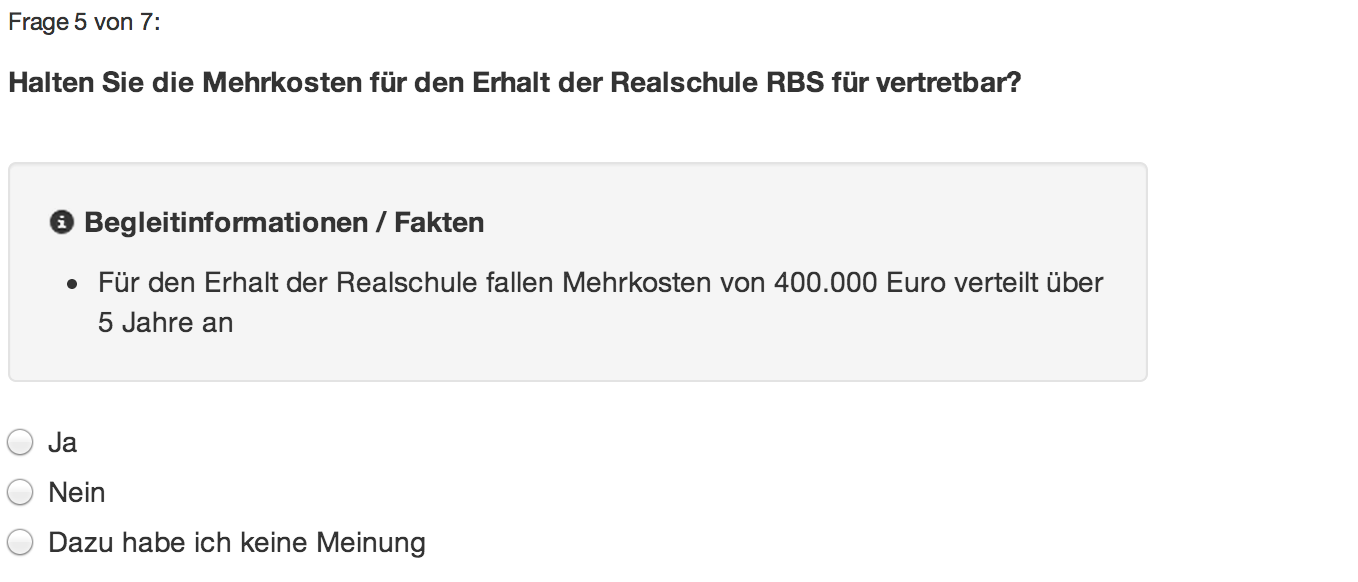 Frage 5 von 7:
Halten Sie die Mehrkosten für den Erhalt der Realschule RBS für vertretbar?
Begleitinformationen / Fakten
• Für den Erhalt der Realschule fallen Mehrkosten von 400.000 Euro verteilt über
5 Jahre an
Ja
Nein
Dazu habe ich keine Meinung